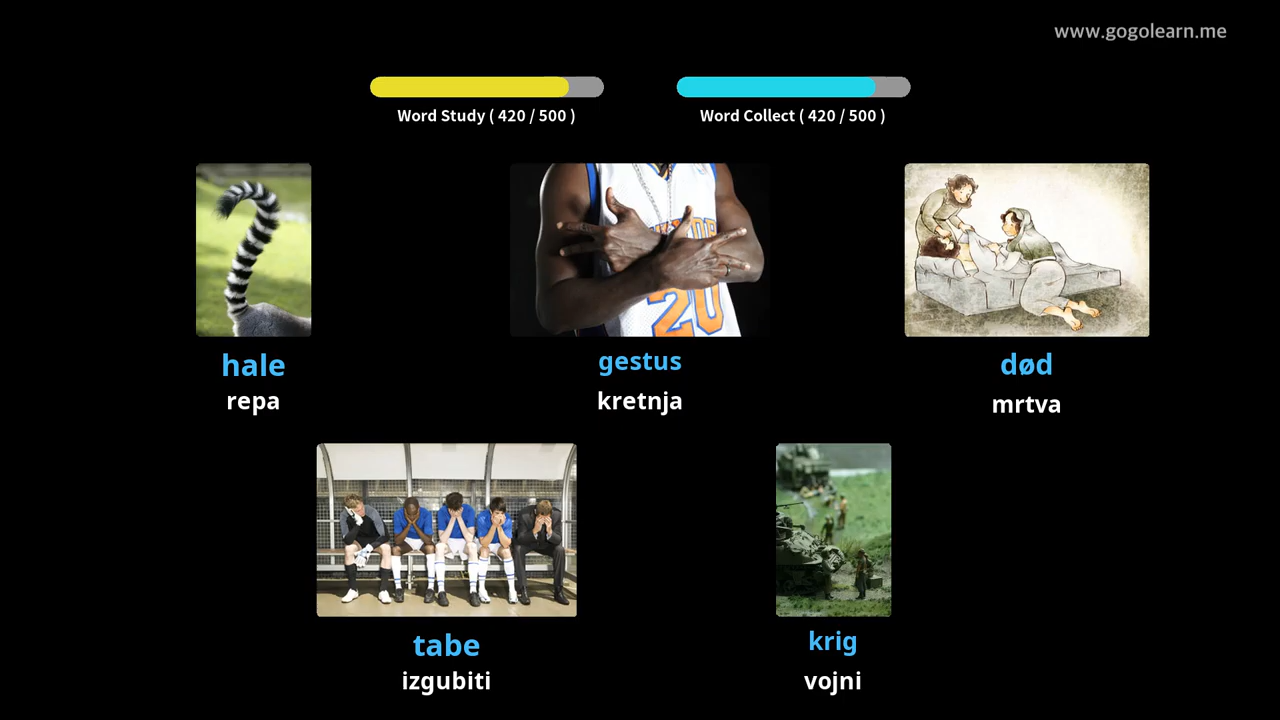 www.gogolearn.me
Word Study ( 420 / 500 )
Word Collect ( 420 / 500 )
20
hale
repa
gestus
kretnja
død
mrtva
tabe
izgubiti
krig
vojni